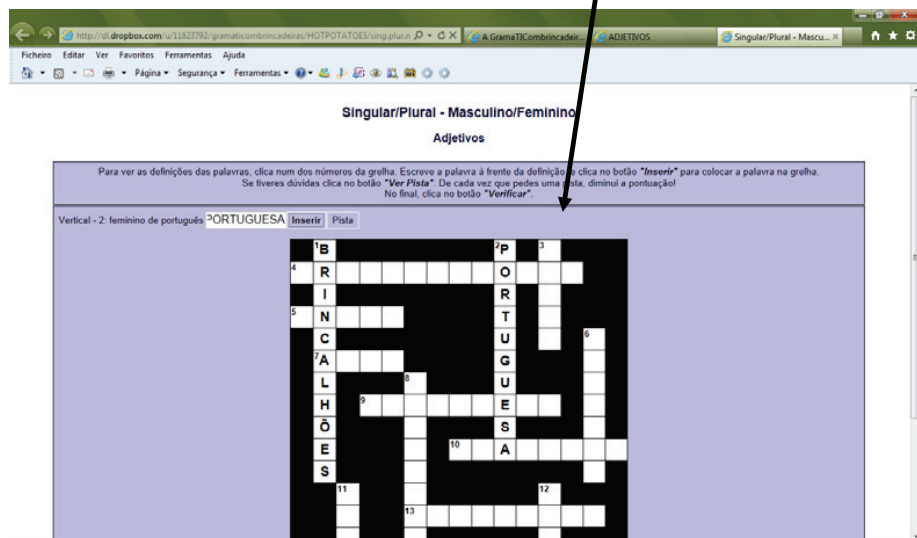 http://dl.dropbox.com/u/11823792/gramaticombrincadeiras/HOTPOTATOES/sing.plur.n
A GramaTICombrincadeir...
ADJETIVOS
Singular/Plural - Mascu...
Ficheiro Editar Ver Favoritos Ferramentas Ajuda
Página Segurança Ferramentas
Singular/Plural - Masculino/Feminino
Adjetivos
Para ver as definições das palavras, clica num dos números da grelha. Escreve a palavra à frente da definição e clica no botão "Inserir" para colocar a palavra na grelha.
Se tiveres dúvidas clica no botão "Ver Pista". De cada vez que pedes uma pista, diminui a pontuação!
No final, clica no botão "Verificar".
Vertical - 2: feminino de português PORTUGUESA Inserir Pista
1 B 2 P 3
4 R O
I R
5 N T
C U 6
7 A G
L 8 U
H 9 E
Õ S
E 10 A
S
11 12
13